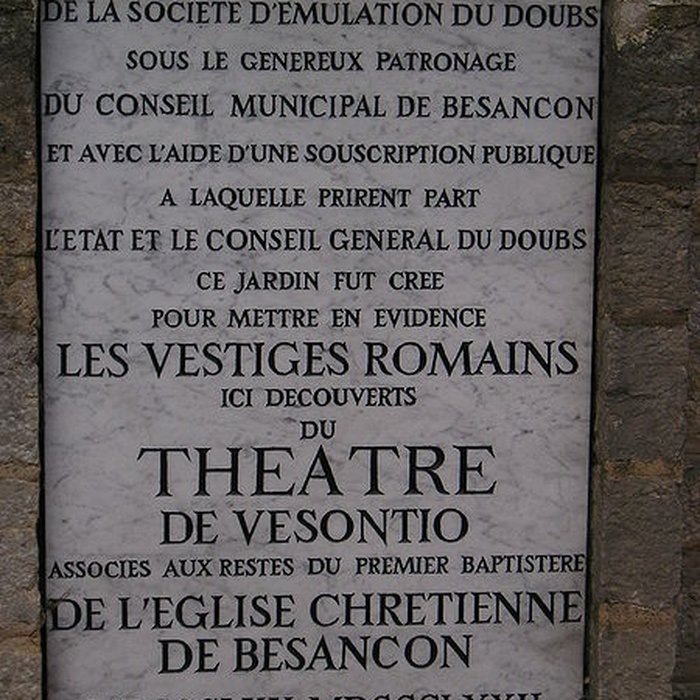 DE LA SOCIETE D'EMULATION DU DOUBS
SOUS LE GENEREUX PATRONAGE
DU CONSEIL MUNICIPAL DE BESANCON
ET AVEC L'AIDE D'UNE SOUSCRIPTION PUBLIQUE
A LAQUELLE PRIRENT PART
L'ETAT ET LE CONSEIL GENERAL DU DOUBS
CE JARDIN FUT CREE
POUR METTRE EN EVIDENCE
LES VESTIGES ROMAINS
ICI DECOUVERTS
DU
THEATRE
DE VESONTIO
ASSOCIES AUX RESTES DU PREMIER BAPTISTERE
DE L'EGLISE CHRETIENNE
DE BESANCON